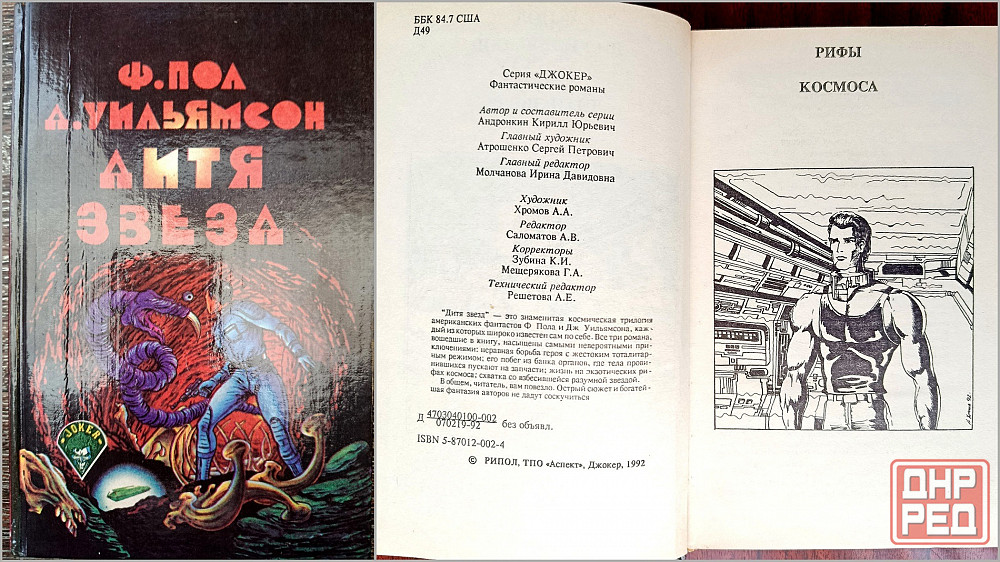 Ф.ПОЛ
Д.УИЛЬЯМСОН
ДИТЯ
ЗВЕЗД
JOKER
ББК 84.7 США
Д49
Серия «ДЖОКЕР»
Фантастические романы
Автор и составитель серии
Андронкин Кирилл Юрьевич
Главный художник
Атрошенко Сергей Петрович
Главный редактор
Молчанова Ирина Давидовна
Художник
Хромов А.А.
Редактор
Саломатов А.В.
Корректоры
Зубина К.И.
Мещерякова Г.А.
Технический редактор
Решетова А.Е.
"Дитя звезд" — это знаменитая космическая трилогия
американских фантастов Ф Пола и Дж Уильямсона, каж-
дый из которых широко известен сам по себе. Все три романа,
вошедшие в книгу, насыщены самыми невероятными при-
ключениями: неравная борьба героя с жестоким тоталитар-
ным режимом; его побег из банка органов, где тела прови-
нившихся пускают на запчасти; жизнь на экзотических ри-
фах космоса; схватка со взбесившейся разумной звездой.
В общем, читатель, вам повезло. Острый сюжет и богатей-
шая фантазия авторов не дадут соскучиться
Д 4703040100-002
070219-92 без объявл.
ISBN 5-87012-002-4
© РИПОЛ, ТПО «Аспект», Джокер, 1992
РИФЫ
КОСМОСА
ДНР
РЕД